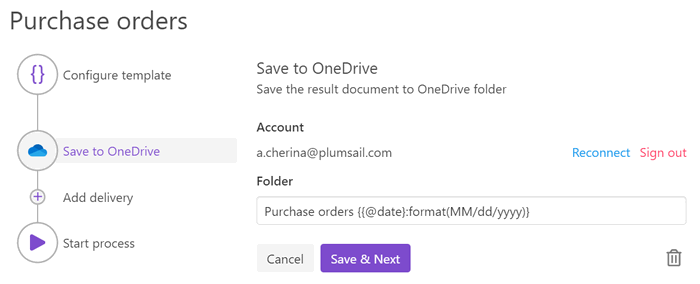 Purchase orders
{} Configure template
Save to OneDrive
Add delivery
Start process
Save to OneDrive
Save the result document to OneDrive folder
Account
a.cherina@plumsail.com Reconnect Sign out
Folder
Purchase orders {{@date}:format(MM/dd/yyyy)}
Cancel Save & Next